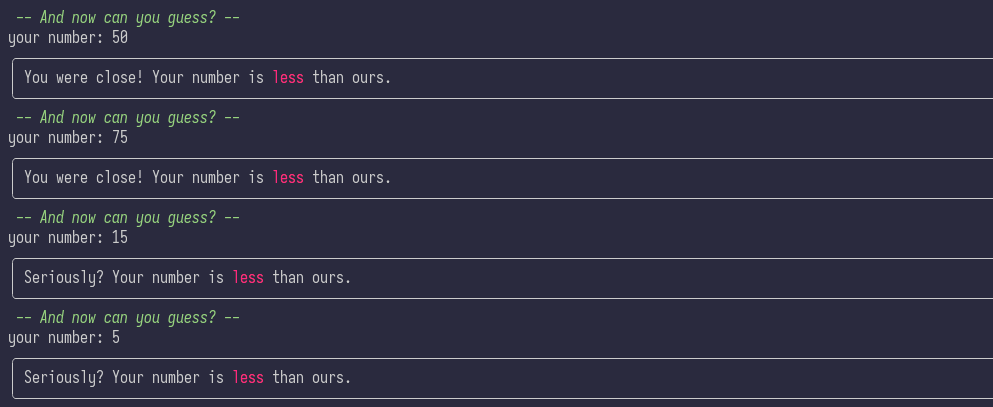 -- And now can you guess? --
your number: 50
You were close! Your number is less than ours.
-- And now can you guess? --
your number: 75
You were close! Your number is less than ours.
-- And now can you guess? --
your number: 15
Seriously? Your number is less than ours.
-- And now can you guess? --
your number: 5
Seriously? Your number is less than ours.